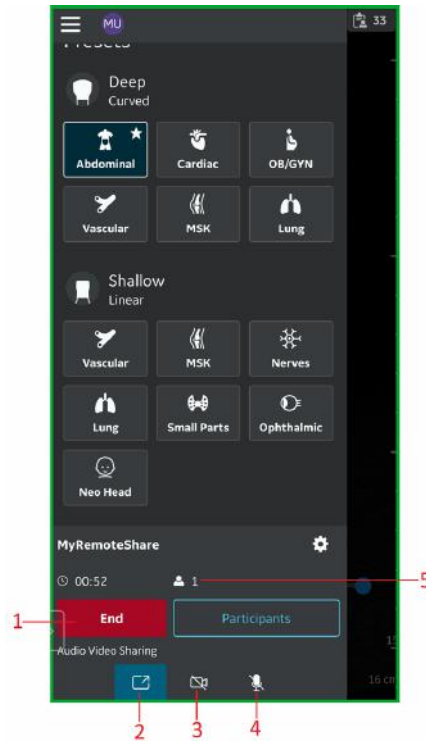 MU
33
Presets
Deep
Curved
Abdominal
Cardiac
OB/GYN
Vascular
MSK
Lung
Shallow
Linear
Vascular
MSK
Nerves
Lung
Small Parts
Ophthalmic
Neo Head
MyRemoteShare
00:52
1
5
1
End
Participants
Audio Video Sharing
16 cm
2
3
4